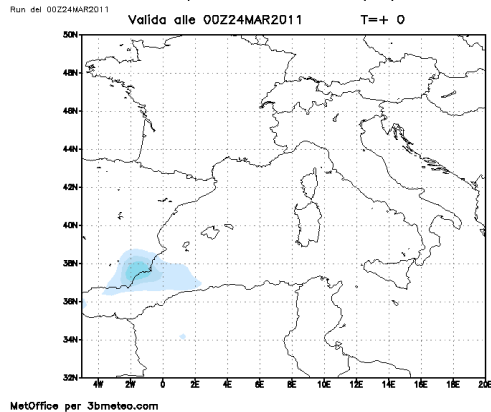 Run del 00Z24MAR2011
Valida alle 00Z24MAR2011 T=+ 0
50N
48N
46N
44N
42N
40N
38N
36N
34N
32N
4W 2W 0 2E 4E 6E 8E 10E 12E 14E 16E 18E 20E
MetOffice per 3bmeteo.com